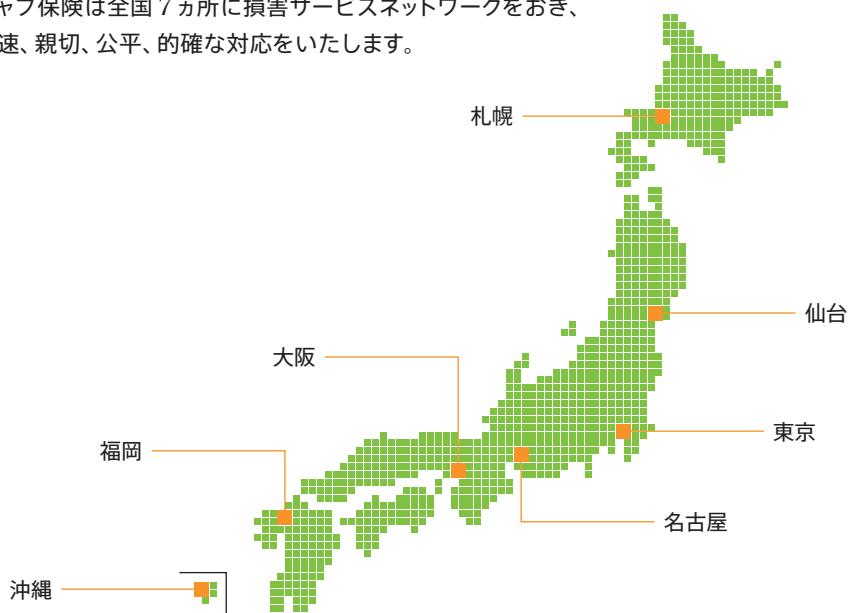 ャブ保険は全国7ヵ所に損害サービスネットワークをおき、
速、親切、公平、的確な対応をいたします。
札幌
仙台
大阪
東京
福岡
名古屋
沖縄